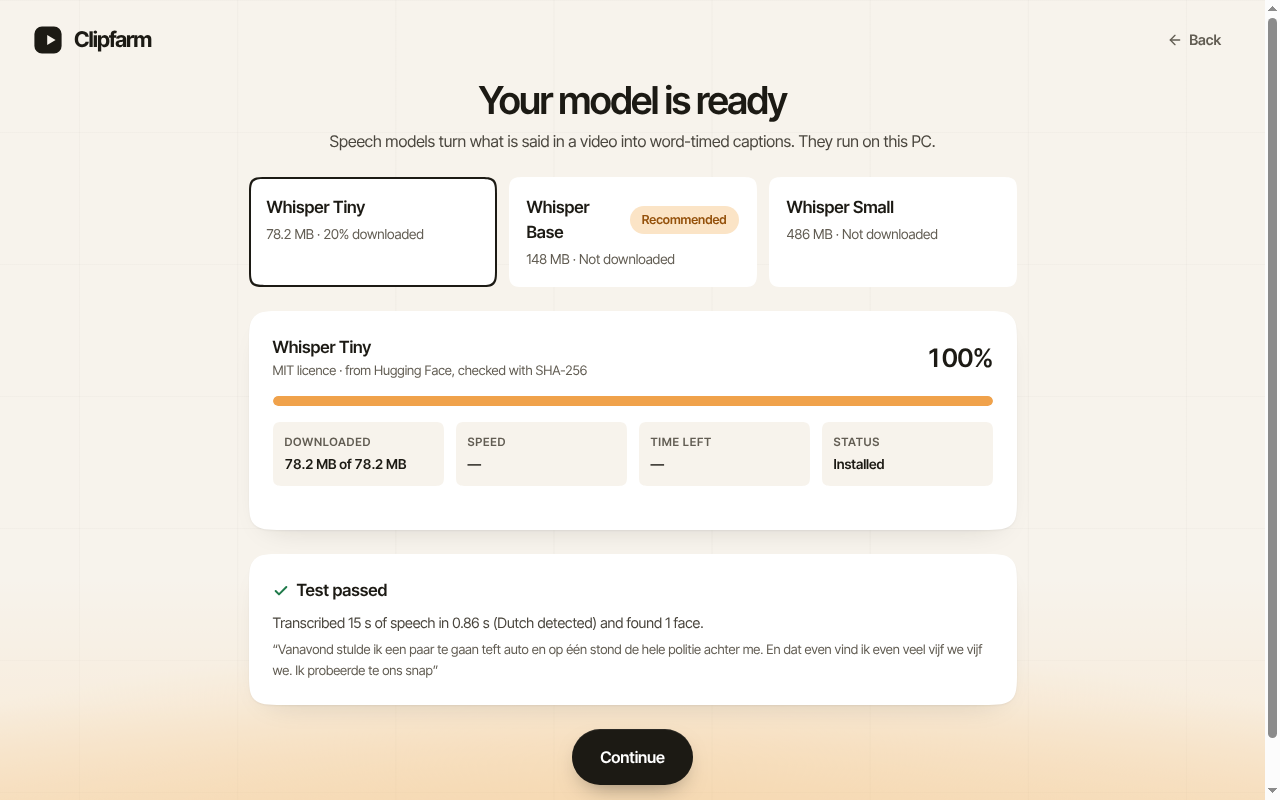 Clipfarm
Back
Your model is ready
Speech models turn what is said in a video into word-timed captions. They run on this PC.
Whisper Tiny
78.2 MB · 20% downloaded
Whisper
Base
Recommended
148 MB · Not downloaded
Whisper Small
486 MB · Not downloaded
Whisper Tiny
MIT licence · from Hugging Face, checked with SHA-256
100%
DOWNLOADED
78.2 MB of 78.2 MB
SPEED
—
TIME LEFT
—
STATUS
Installed
Test passed
Transcribed 15 s of speech in 0.86 s (Dutch detected) and found 1 face.
“Vanavond stulde ik een paar te gaan teft auto en op één stond de hele politie achter me. En dat even vind ik even veel vijf we vijf
we. Ik probeerde te ons snap”
Continue